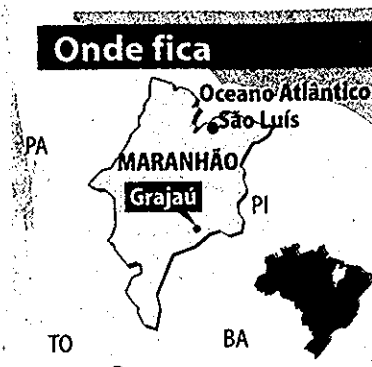 Onde fica
Oceano Atlântico
São Luís
PA
MARANHÃO
Grajaú
PI
TO
BA